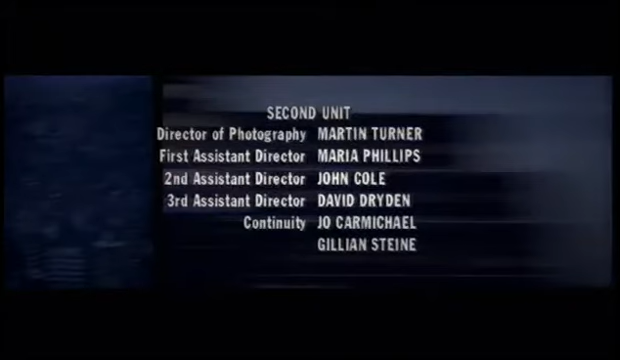 SECOND UNIT
Director of Photography MARTIN TURNER
First Assistant Director MARIA PHILLIPS
2nd Assistant Director JOHN COLE
3rd Assistant Director DAVID DRYDEN
Continuity JO CARMICHAEL
GILLIAN STEINE